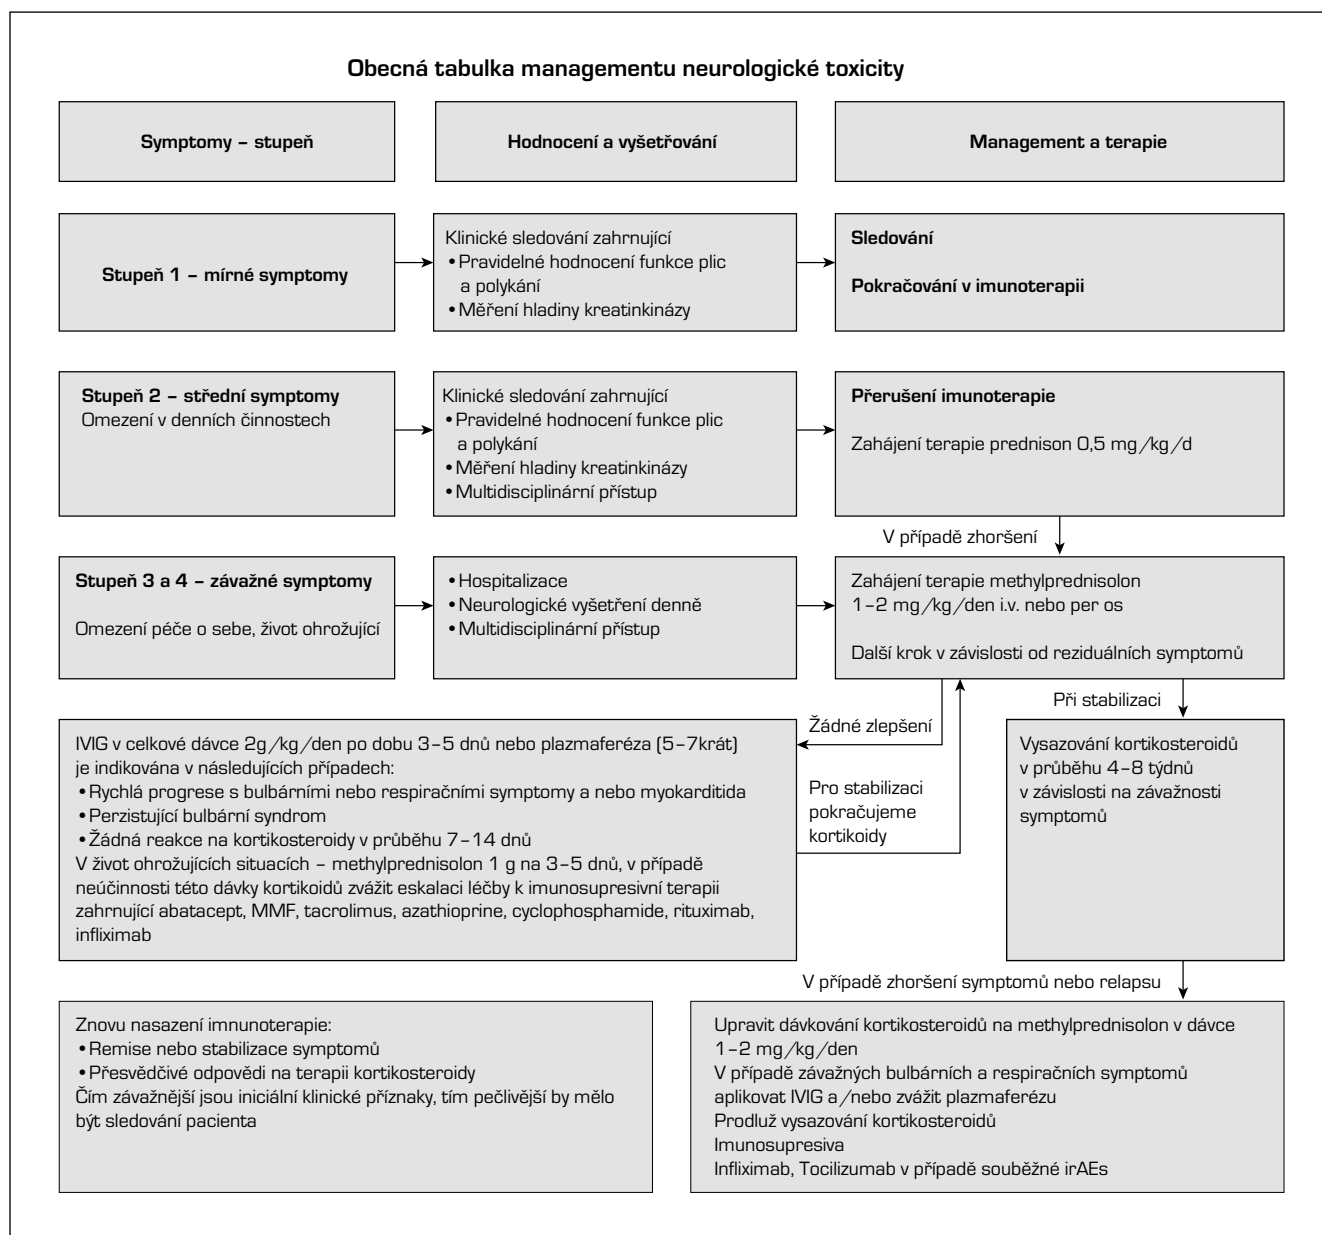 Obecná tabulka managementu neurologické toxicity
Symptomy – stupeň
Hodnocení a vyšetřování
Management a terapie
Stupeň 1 – mírné symptomy
Klinické sledování zahrnující
• Pravidelné hodnocení funkce plic
a polykání
• Měření hladiny kreatinkinázy
Sledování
Pokračování v imunoterapii
Stupeň 2 – střední symptomy
Omezení v denních činnostech
Klinické sledování zahrnující
• Pravidelné hodnocení funkce plic
a polykání
• Měření hladiny kreatinkinázy
• Multidisciplinární přístup
Přerušení imunoterapie
Zahájení terapie prednison 0,5 mg/kg/d
V případě zhoršení
Stupeň 3 a 4 – závažné symptomy
Omezení péče o sebe, život ohrožující
• Hospitalizace
• Neurologické vyšetření denně
• Multidisciplinární přístup
Zahájení terapie methylprednisolon
1–2 mg/kg/den i.v. nebo per os
Další krok v závislosti od reziduálních symptomů
Žádné zlepšení
Při stabilizaci
IVIG v celkové dávce 2g/kg/den po dobu 3–5 dnů nebo plazmaferéza (5–7krát)
je indikována v následujících případech:
• Rychlá progrese s bulbárními nebo respiračními symptomy a nebo myokarditida
• Perzistující bulbární syndrom
• Žádná reakce na kortikosteroidy v průběhu 7–14 dnů
V život ohrožujících situacích – methylprednisolon 1 g na 3–5 dnů, v případě
neúčinnosti této dávky kortikoidů zvážit eskalaci léčby k imunosupresivní terapii
zahrnující abatacept, MMF, tacrolimus, azathioprine, cyclophosphamide, rituximab,
infliximab
Pro stabilizaci
pokračujeme
kortikoidy
Vysazování kortikosteroidů
v průběhu 4–8 týdnů
v závislosti na závažnosti
symptomů
V případě zhoršení symptomů nebo relapsu
Znovu nasazení imnunoterapie:
• Remise nebo stabilizace symptomů
• Přesvědčivé odpovědi na terapii kortikosteroidy
Čím závažnější jsou iniciální klinické příznaky, tím pečlivější by mělo
být sledování pacienta
Upravit dávkování kortikosteroidů na methylprednisolon v dávce
1–2 mg/kg/den
V případě závažných bulbárních a respiračních symptomů
aplikovat IVIG a/nebo zvážit plazmaferézu
Prodluž vysazování kortikosteroidů
Imunosupresiva
Infliximab, Tocilizumab v případě souběžné irAEs